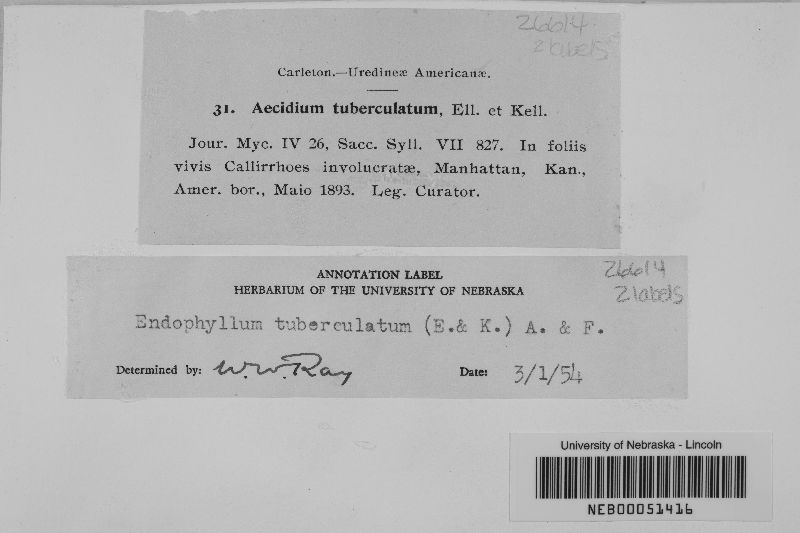 26614
2 labels
Carleton.—Uredineæ Americanæ.
31. Aecidium tuberculatum, Ell. et Kell.
Jour. Myc. IV 26, Sacc. Syll. VII 827. In foliis
vivis Callirrhoes involucratæ, Manhattan, Kan.,
Amer. bor., Maio 1893. Leg. Curator.
ANNOTATION LABEL
HERBARIUM OF THE UNIVERSITY OF NEBRASKA
26614
2 labels
Endophyllum tuberculatum (E.& K.) A. & F.
Determined by: W.W. Ray Date: 3/1/54
University of Nebraska - Lincoln
NEB00051416